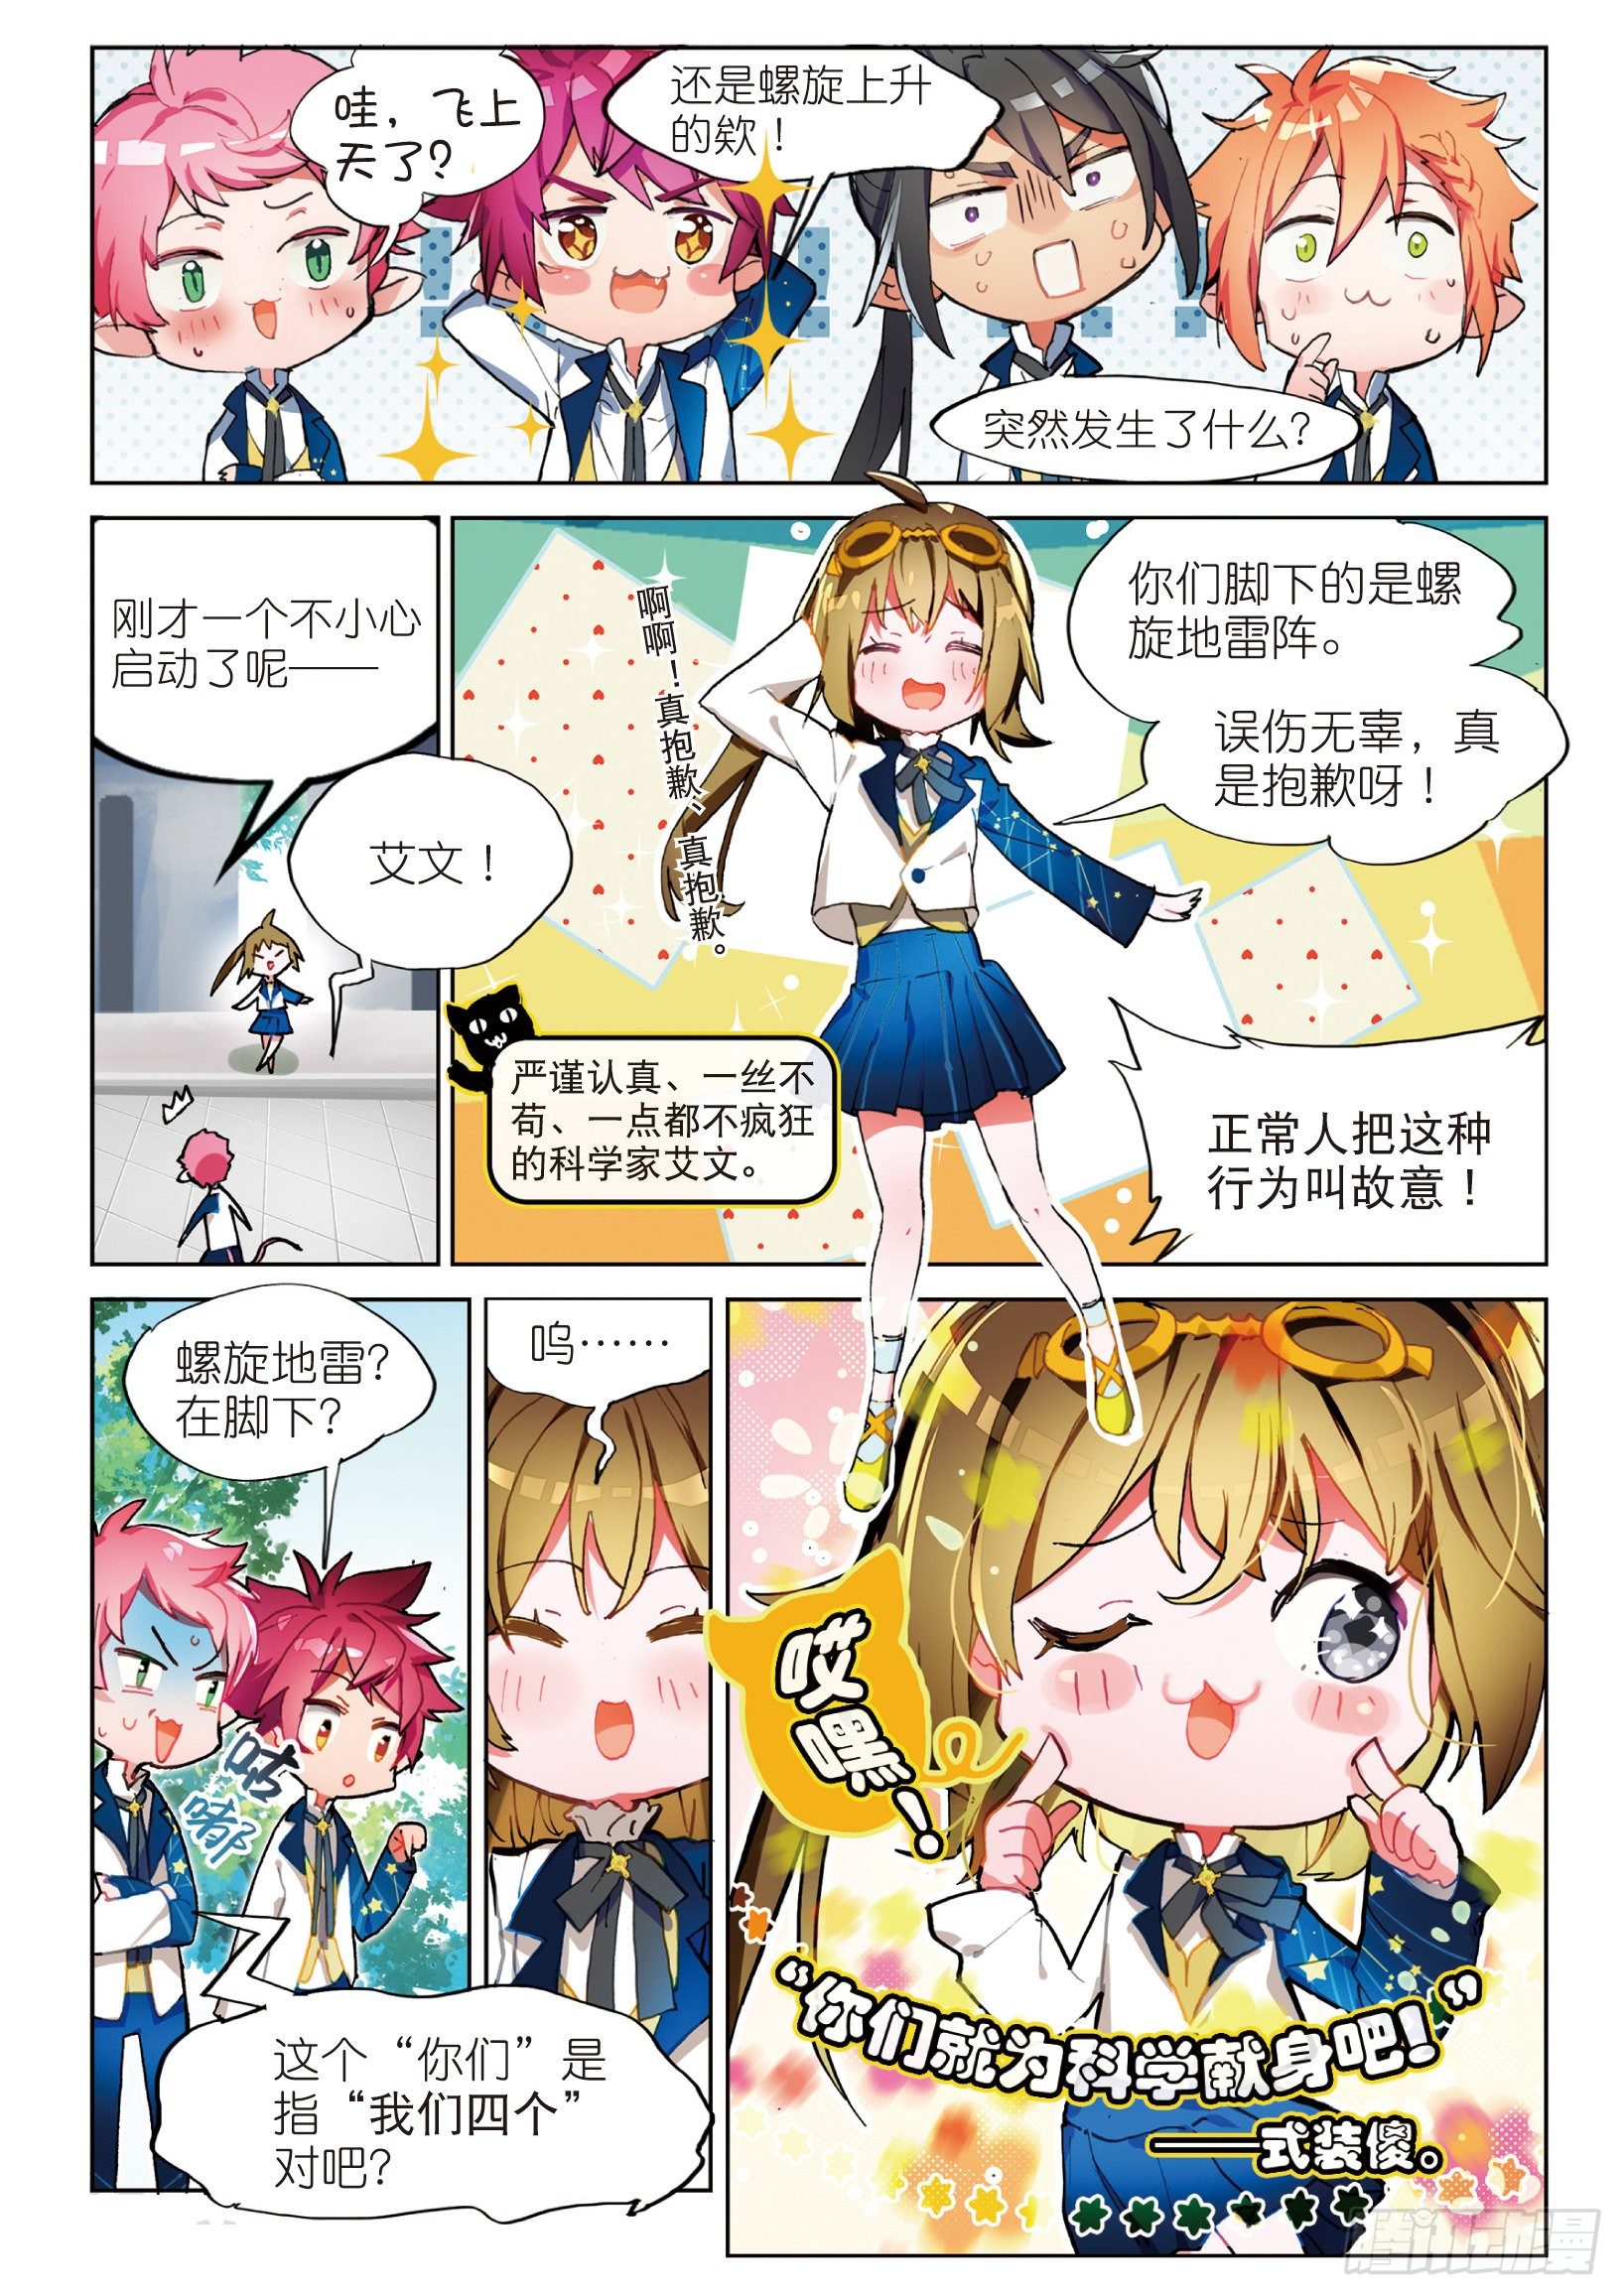 哇，飞上
天了？
还是螺旋上升
的欸！
突然发生了什么？
刚才一个不小心
启动了呢——
艾文！
啊啊！真抱歉、真抱歉。
你们脚下的是螺
旋地雷阵。
误伤无辜，真
是抱歉呀！
严谨认真、一丝不
苟、一点都不疯狂
的科学家艾文。
正常人把这种
行为叫故意！
螺旋地雷？
在脚下？
咕
嘟
这个“你们”是
指“我们四个”
对吧？
呜……
哎嘿！
“你们就为科学献身吧！”
——式装傻。
腾讯动漫